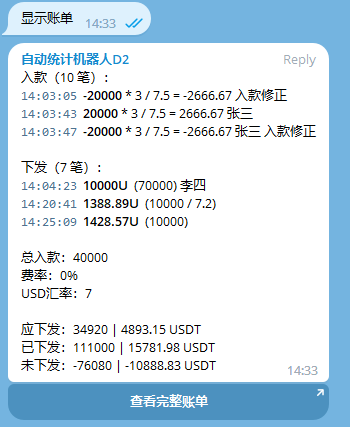 显示账单
14:33
自动统计机器人D2
Reply
入款（10 笔）：
14:03:05 -20000 * 3 / 7.5 = -2666.67 入款修正
14:03:43 20000 * 3 / 7.5 = 2666.67 张三
14:03:47 -20000 * 3 / 7.5 = -2666.67 张三 入款修正
下发（7 笔）：
14:04:23 10000U (70000) 李四
14:20:41 1388.89U (10000 / 7.2)
14:25:09 1428.57U (10000)
总入款：40000
费率：0%
USD汇率：7
应下发：34920 | 4893.15 USDT
已下发：111000 | 15781.98 USDT
未下发：-76080 | -10888.83 USDT
14:33
查看完整账单